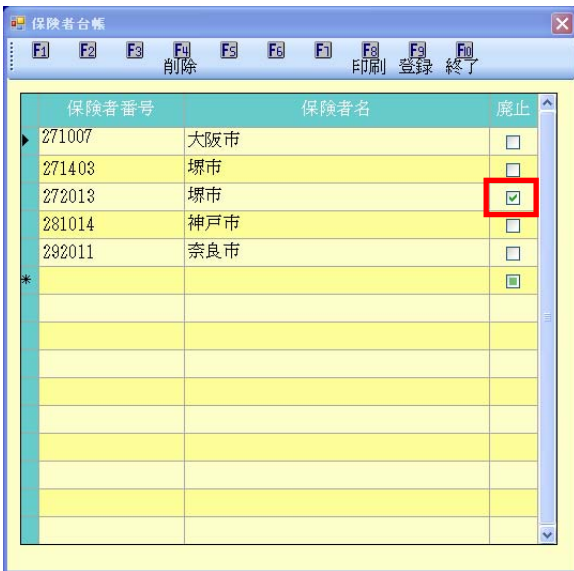 保険者台帳
F1 F2 F3 F4 F5 F6 F7 F8 F9 F10
削除 印刷 登録 終了
保険者番号 保険者名 廃止
271007 大阪市
271403 堺市
272013 堺市
281014 神戸市
292011 奈良市